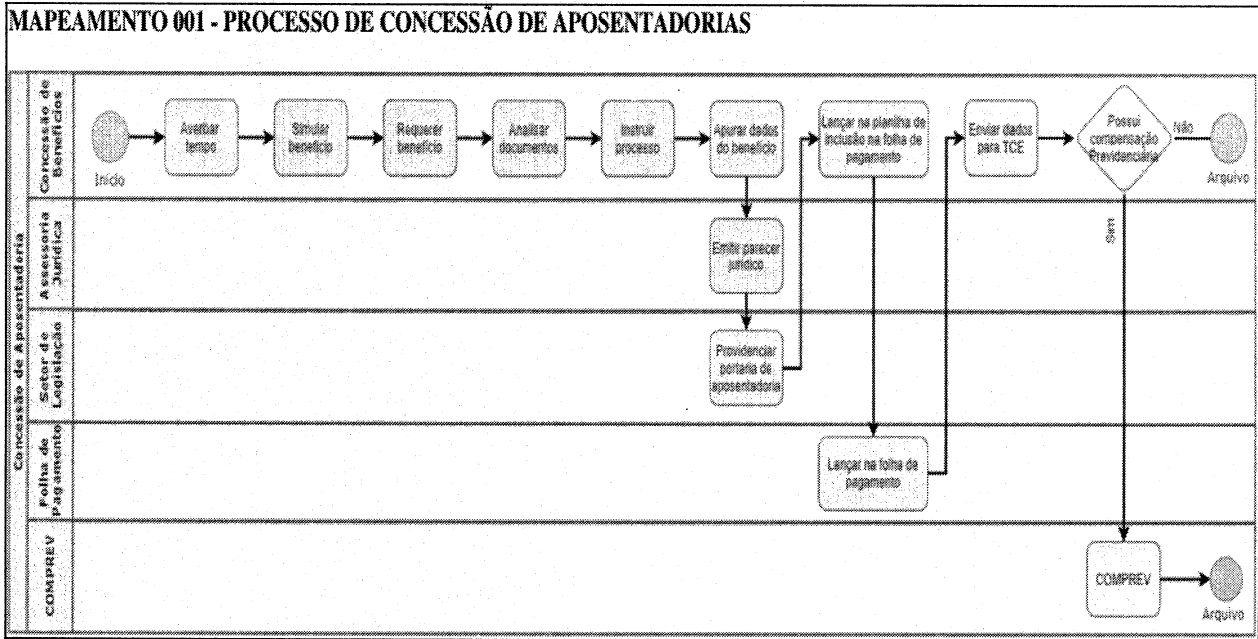 MAPEAMENTO 001 - PROCESSO DE CONCESSÃO DE APOSENTADORIAS
Concessão de Aposentadoria
Concessão de
Benefícios
Início
Averbar
tempo
Simular
benefício
Requerer
benefício
Analisar
documentos
Instruir
processo
Apurar dados
do benefício
Lançar na planilha de
inclusão na folha de
pagamento
Enviar dados
para TCE
Possui
compensação
Previdenciária
Não
Arquivo
Sim
Assessoria
Jurídica
Emitir parecer
jurídico
Setor de
Legislação
Providenciar
portaria de
aposentadoria
Folha de
Pagamento
Lançar na folha de
pagamento
COMPREV
COMPREV
Arquivo